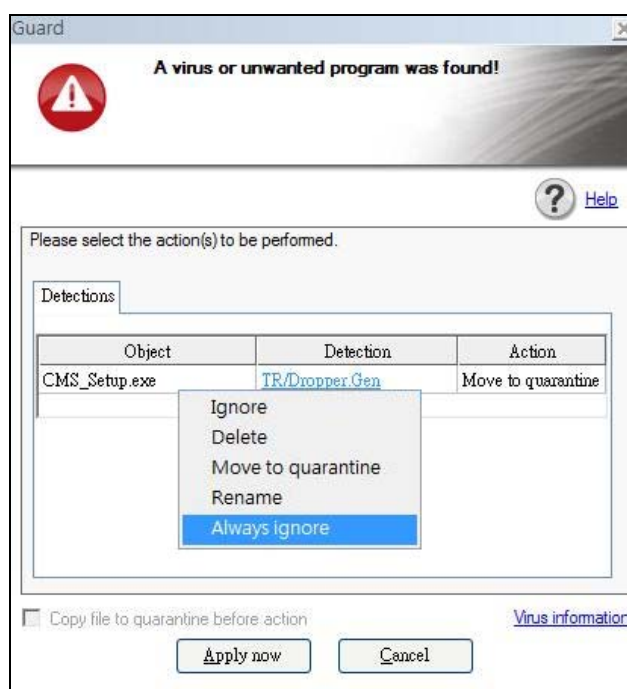 Guard
A virus or unwanted program was found!
Help
Please select the action(s) to be performed.
Detections
Object Detection Action
CMS_Setup.exe TR/Dropper.Gen Move to quarantine
Ignore
Delete
Move to quarantine
Rename
Always ignore
Copy file to quarantine before action Virus information
Apply now Cancel